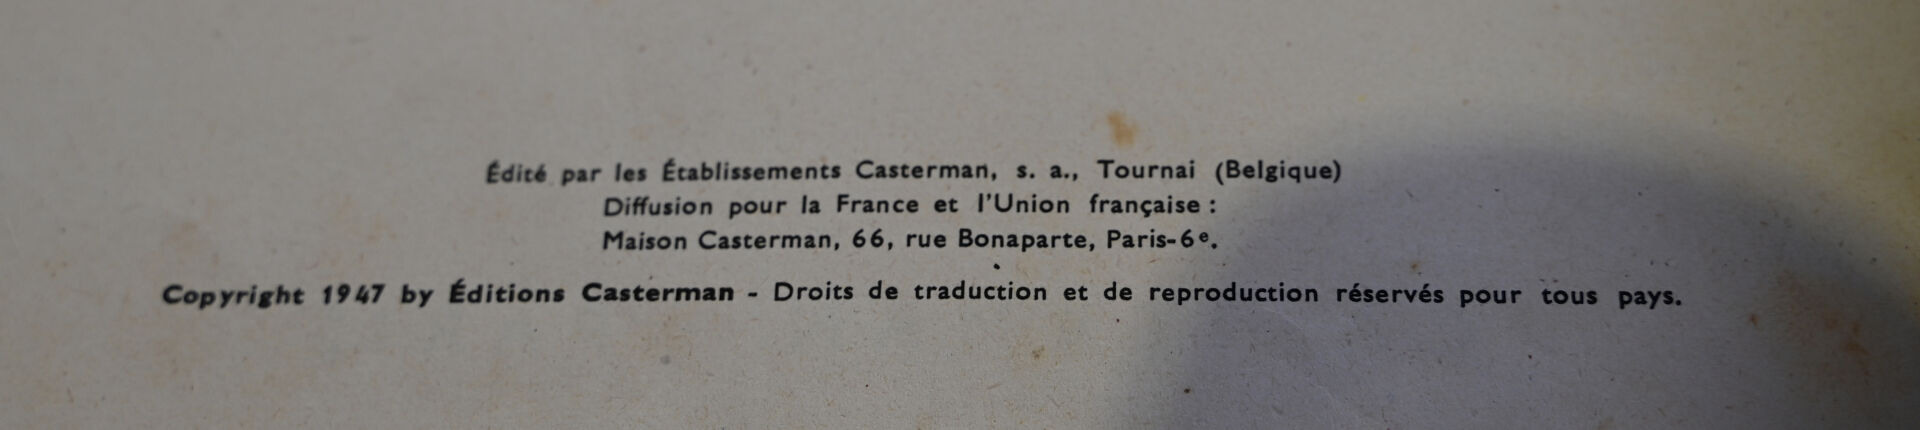 Édité par les Établissements Casterman, s. a., Tournai (Belgique)
Diffusion pour la France et l'Union française :
Maison Casterman, 66, rue Bonaparte, Paris-6e.
Copyright 1947 by Éditions Casterman - Droits de traduction et de reproduction réservés pour tous pays.